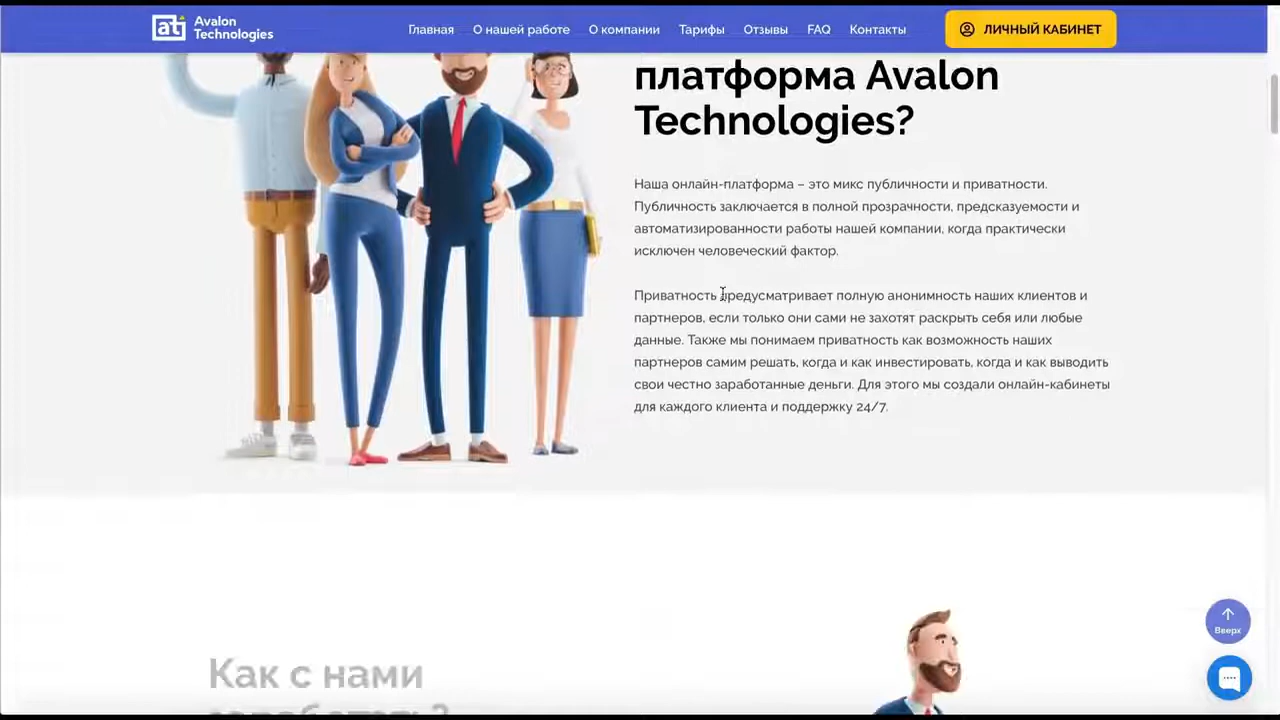 Avalon
Technologies
Главная О нашей работе О компании Тарифы Отзывы FAQ Контакты
ЛИЧНЫЙ КАБИНЕТ
платформа Avalon
Technologies?
Наша онлайн-платформа – это микс публичности и приватности.
Публичность заключается в полной прозрачности, предсказуемости и
автоматизированности работы нашей компании, когда практически
исключен человеческий фактор.
Приватность предусматривает полную анонимность наших клиентов и
партнеров, если только они сами не захотят раскрыть себя или любые
данные. Также мы понимаем приватность как возможность наших
партнеров самим решать, когда и как инвестировать, когда и как выводить
свои честно заработанные деньги. Для этого мы создали онлайн-кабинеты
для каждого клиента и поддержку 24/7.
Вверх
Как с нами
заработать?